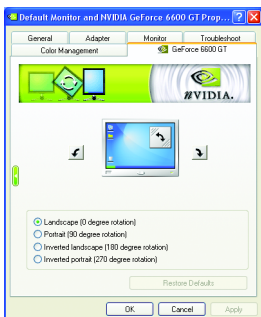 Default Monitor and NVIDIA GeForce 6600 GT Prop...
General Adapter Monitor Troubleshoot
Color Management GeForce 6600 GT
NVIDIA.
Landscape (0 degree rotation)
Portrait (90 degree rotation)
Inverted landscape (180 degree rotation)
Inverted portrait (270 degree rotation)
Restore Defaults
OK Cancel Apply